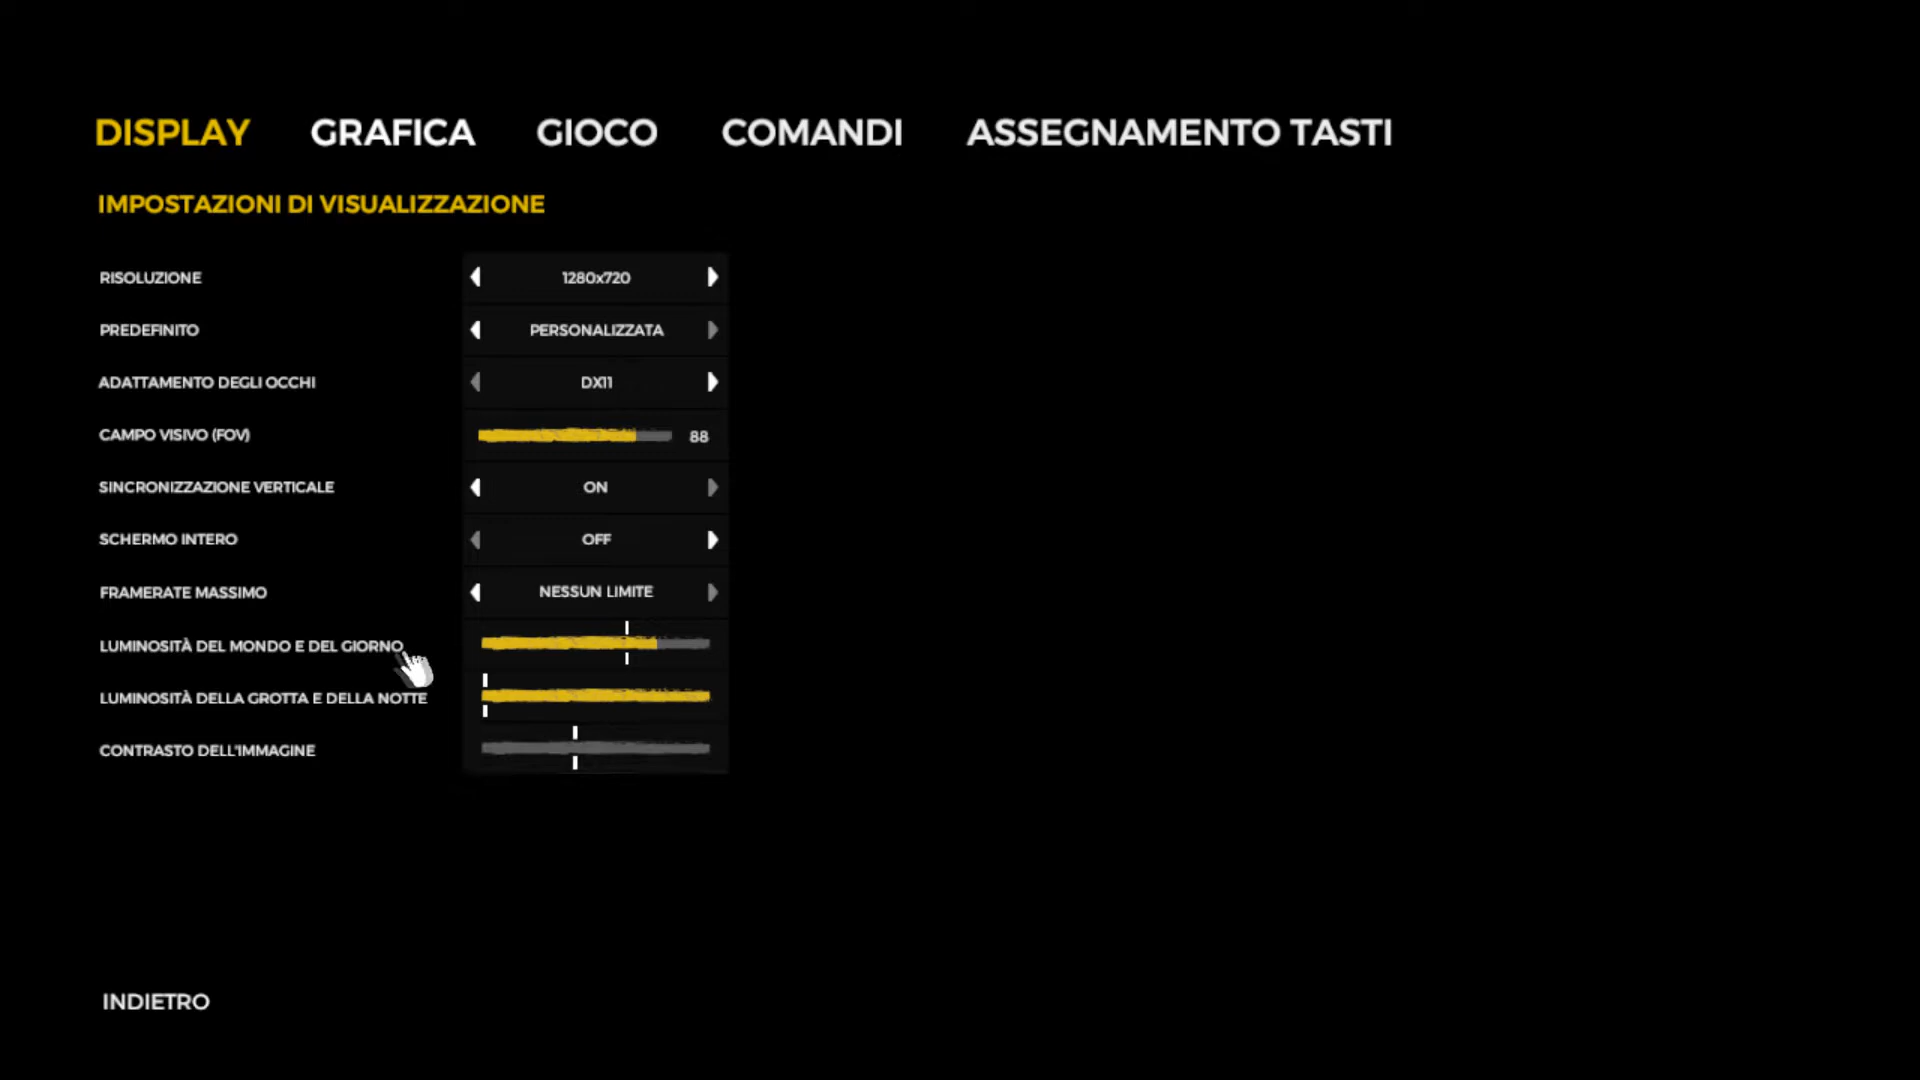 DISPLAY GRAFICA GIOCO COMANDI ASSEGNAMENTO TASTI
IMPOSTAZIONI DI VISUALIZZAZIONE
RISOLUZIONE 1280x720
PREDEFINITO PERSONALIZZATA
ADATTAMENTO DEGLI OCCHI DX11
CAMPO VISIVO (FOV) 88
SINCRONIZZAZIONE VERTICALE ON
SCHERMO INTERO OFF
FRAMERATE MASSIMO NESSUN LIMITE
LUMINOSITÀ DEL MONDO E DEL GIORNO
LUMINOSITÀ DELLA GROTTA E DELLA NOTTE
CONTRASTO DELL'IMMAGINE
INDIETRO